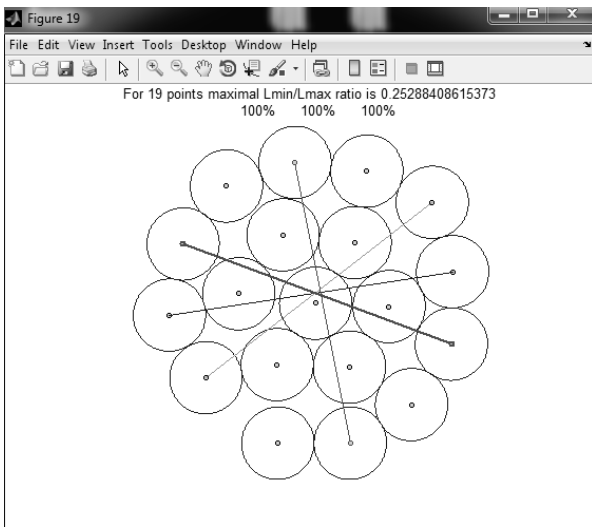 Figure 19
File Edit View Insert Tools Desktop Window Help
For 19 points maximal Lmin/Lmax ratio is 0.25288408615373
100% 100% 100%